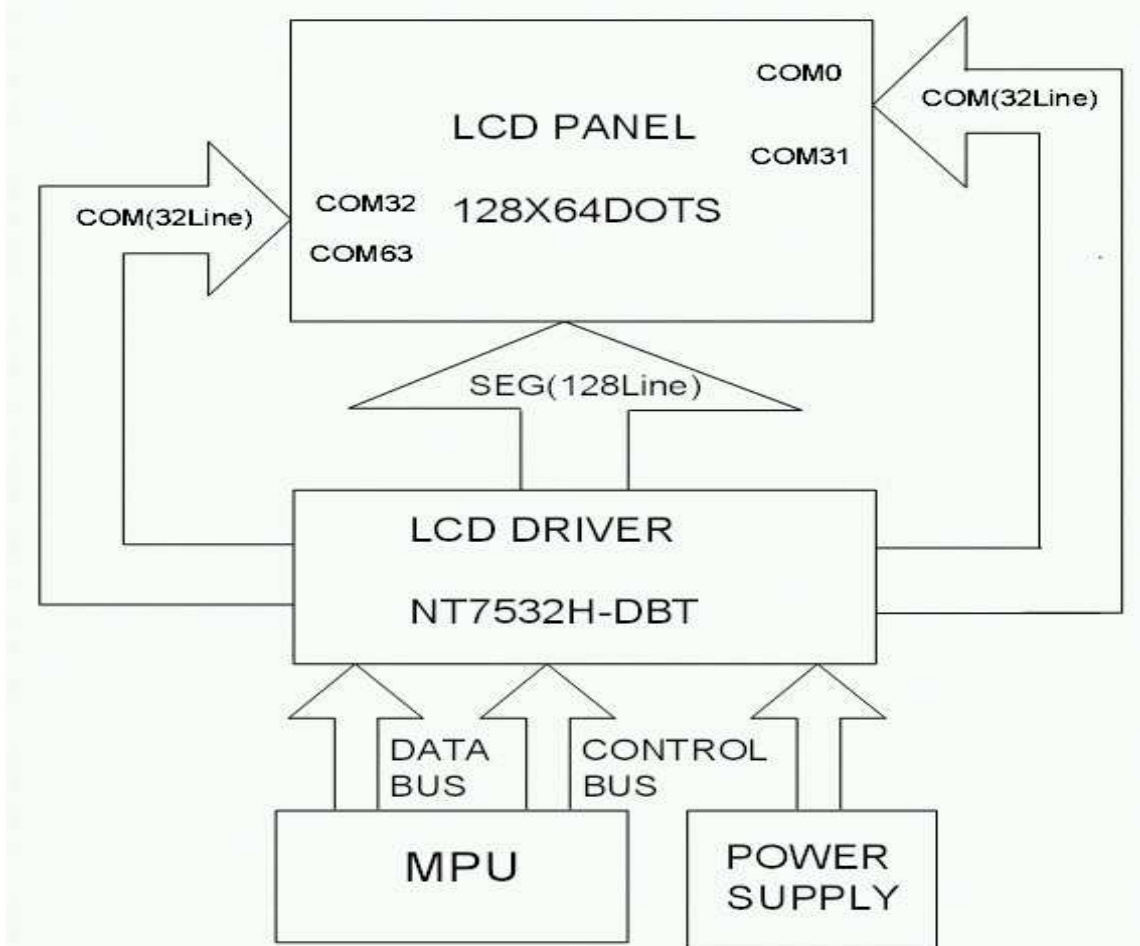 COM0
LCD PANEL
COM(32Line)
COM31
COM32
128X64DOTS
COM(32Line)
COM63
SEG(128Line)
LCD DRIVER
NT7532H-DBT
DATA
BUS
CONTROL
BUS
MPU
POWER
SUPPLY